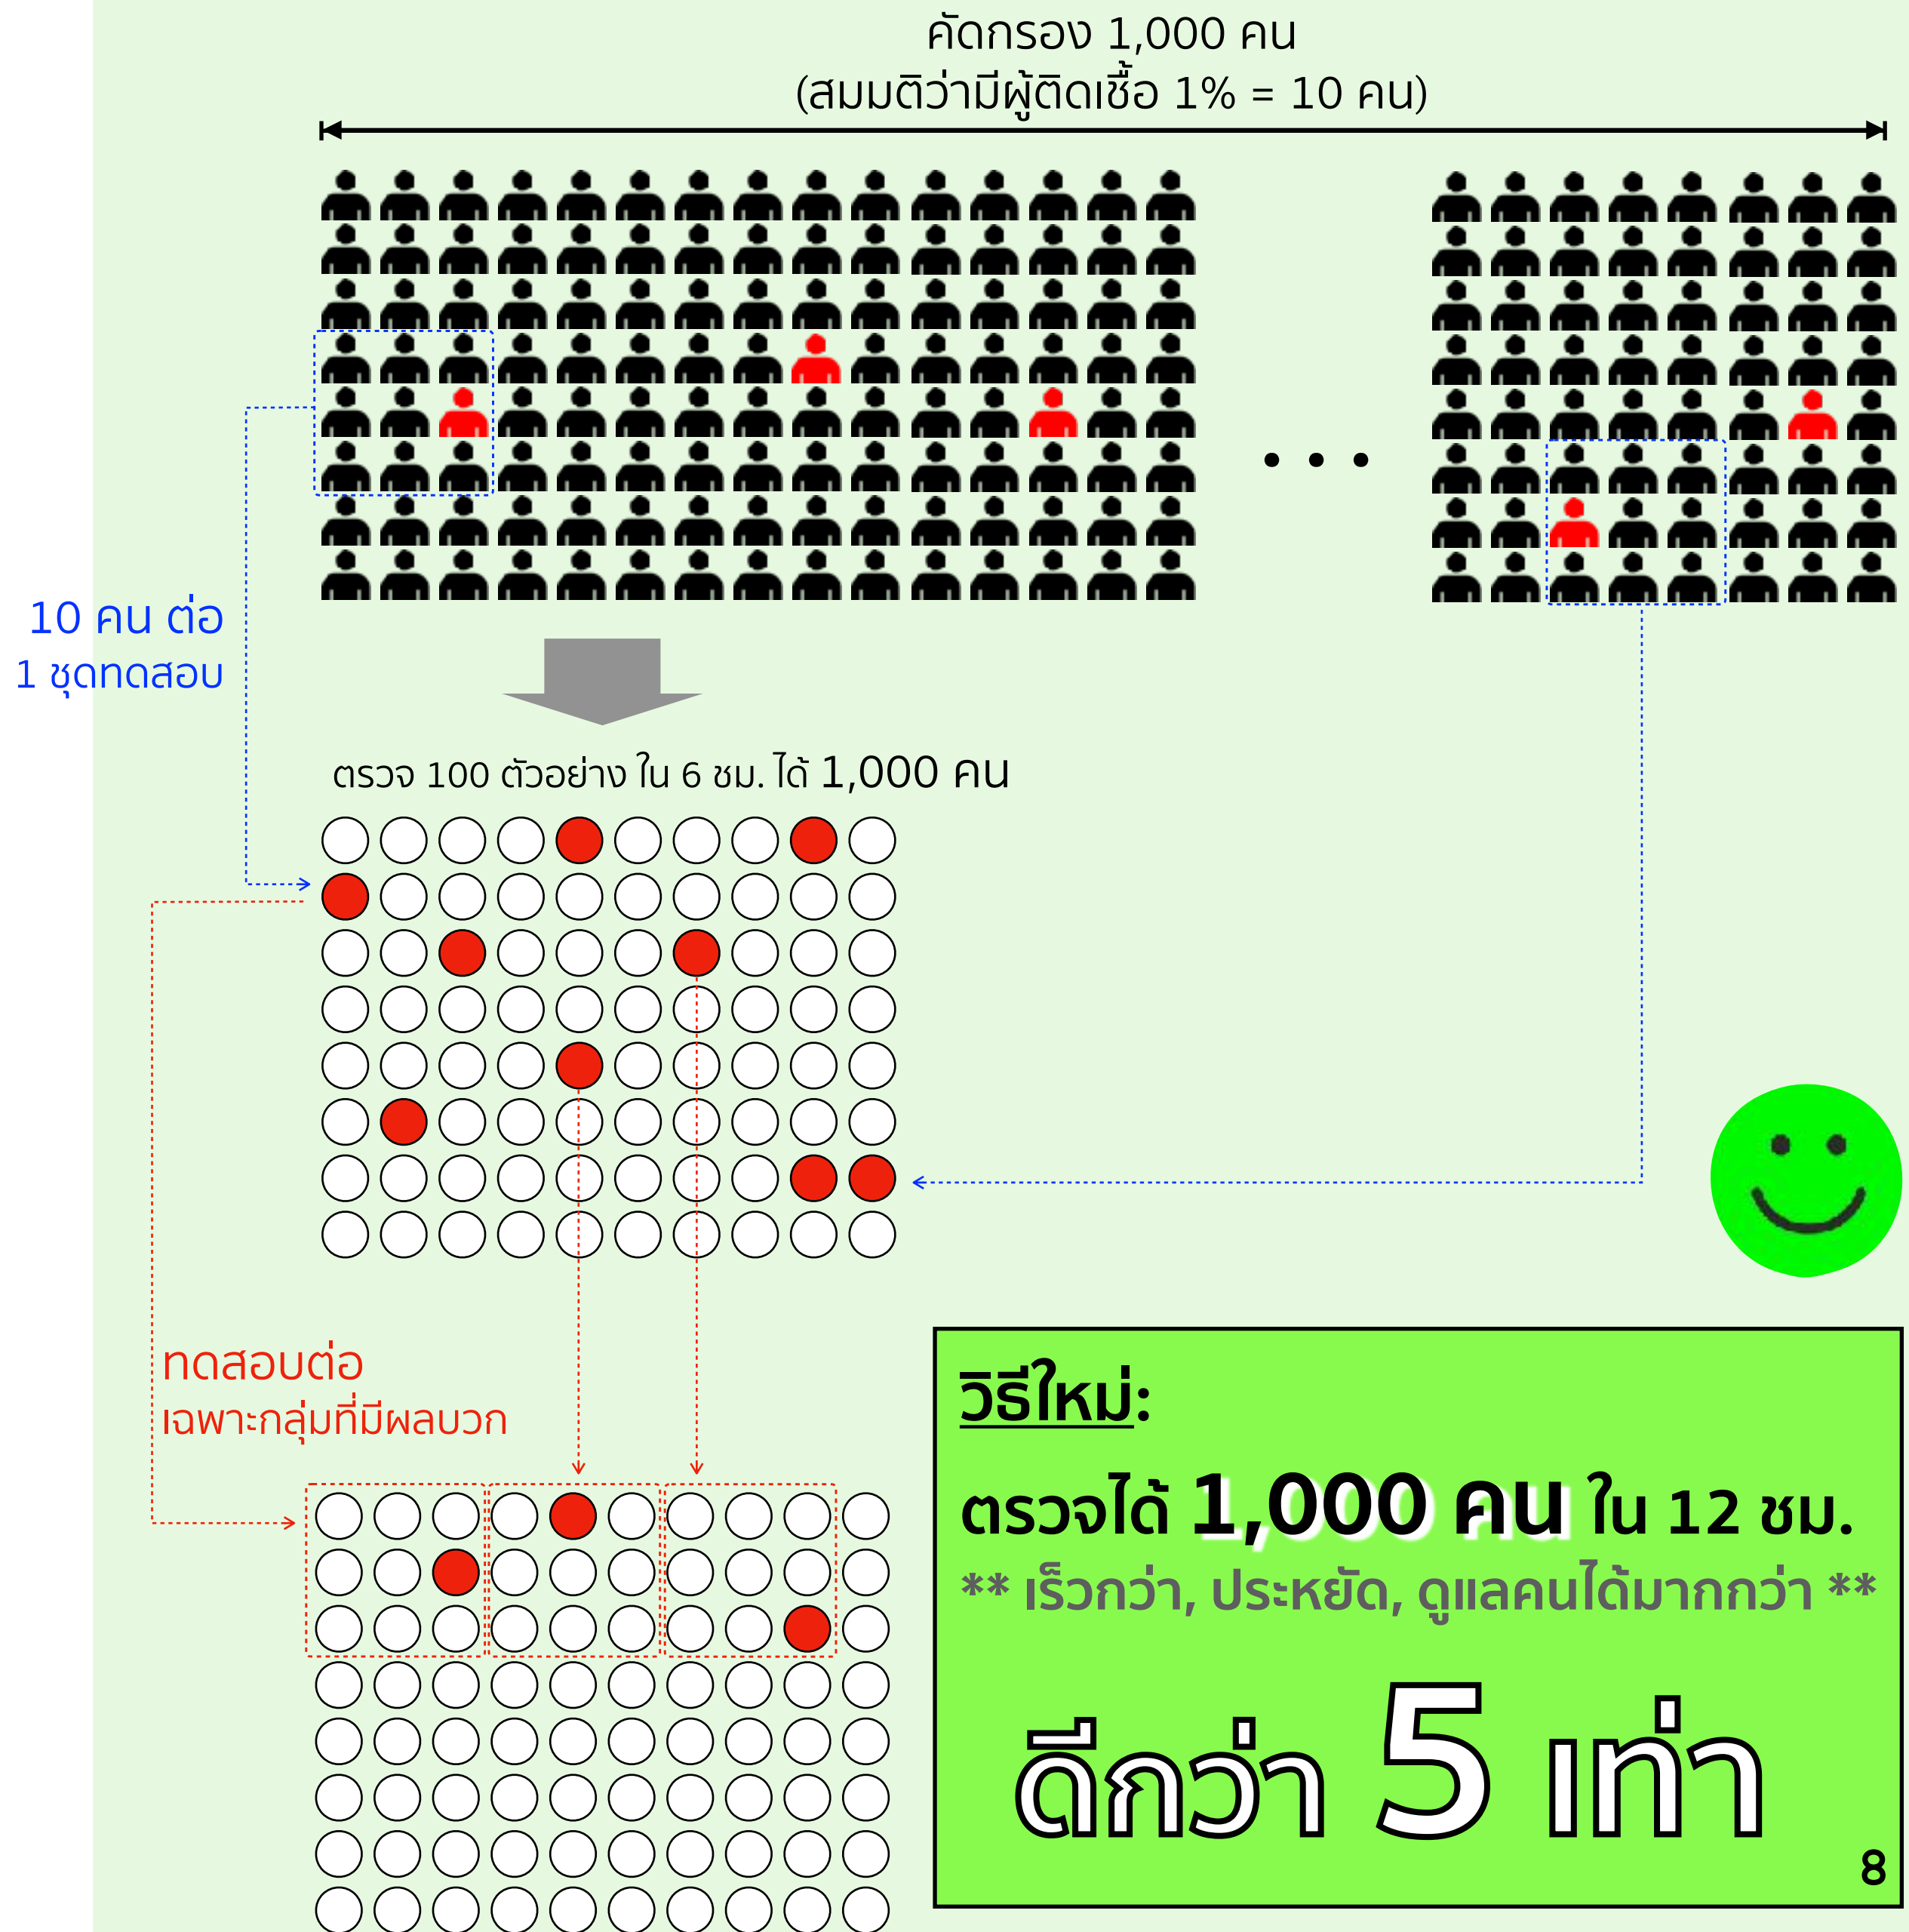 คัดกรอง 1,000 คน
(สมมติว่ามีผู้ติดเชื้อ 1% = 10 คน)
10 คน ต่อ
1 ชุดทดสอบ
ตรวจ 100 ตัวอย่าง ใน 6 ชม. ได้ 1,000 คน
ทดสอบต่อ
เฉพาะกลุ่มที่มีผลบวก
วิธีใหม่:
ตรวจได้ 1,000 คน ใน 12 ชม.
** เร็วกว่า, ประหยัด, ดูแลคนได้มากกว่า **
ดีกว่า 5 เท่า
8